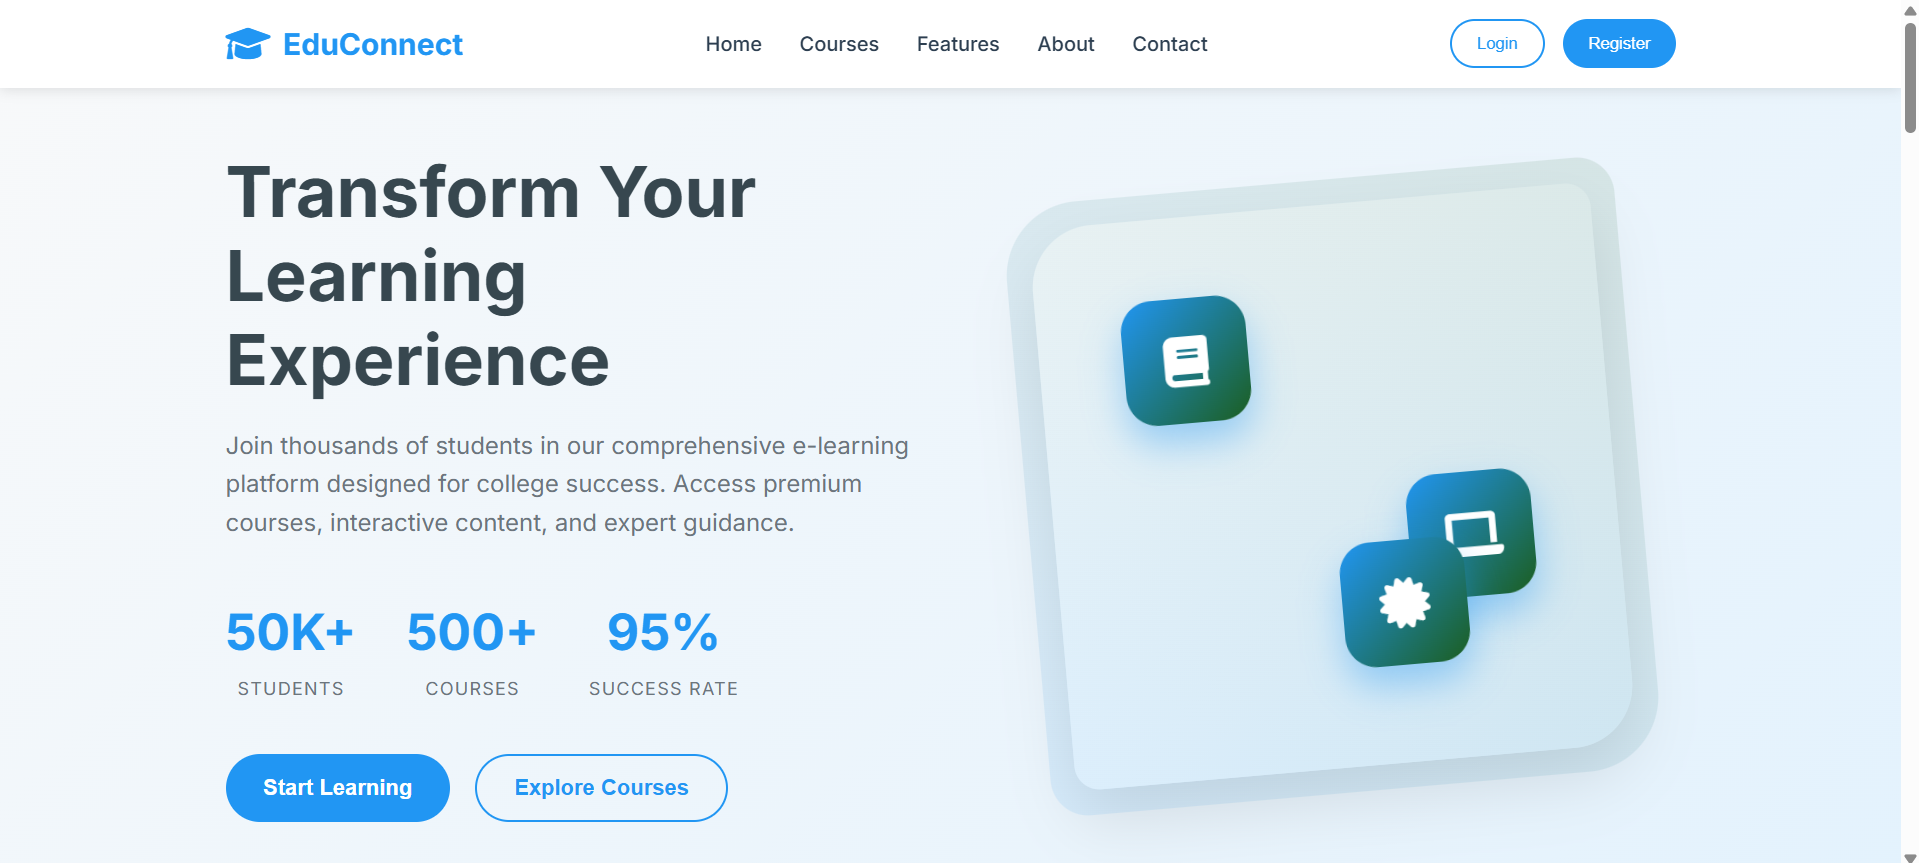 EduConnect
Home
Courses
Features
About
Contact
Login
Register
Transform Your
Learning
Experience
Join thousands of students in our comprehensive e-learning
platform designed for college success. Access premium
courses, interactive content, and expert guidance.
50K+
STUDENTS
500+
COURSES
95%
SUCCESS RATE
Start Learning
Explore Courses